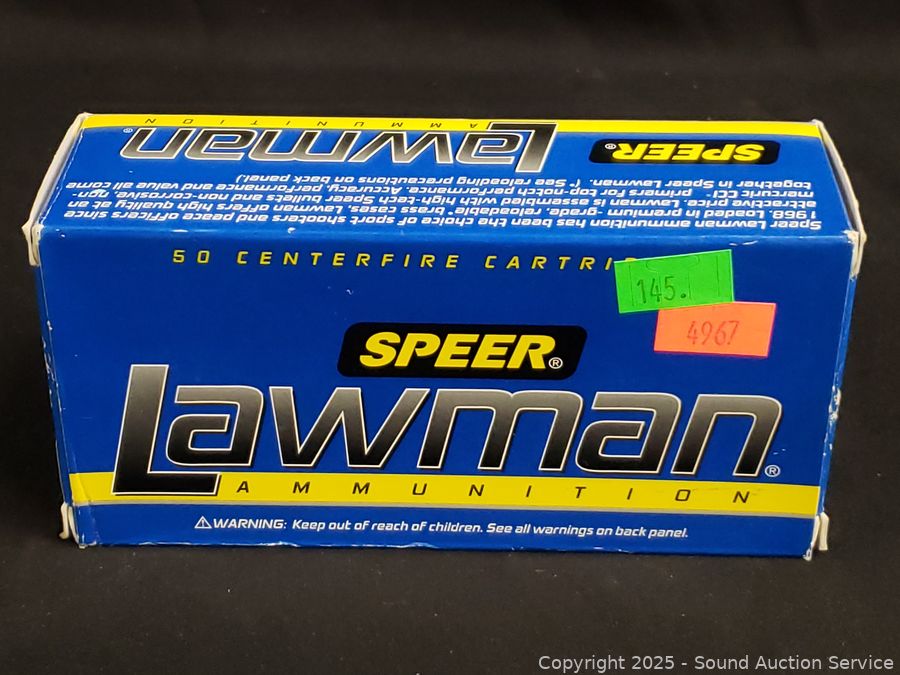 Lawman®
AMMUNITION
SPEER®
Speer Lawman ammunition has been the choice of sport shooters and peace officers since
1968. Loaded in premium-grade, reloadable, brass cases, Lawman offers high quality at an
attractive price. Lawman is assembled with high-tech Speer bullets and non-corrosive, non-
mercuric CCI primers for top-notch performance. Accuracy, performance, and value all come
together in Speer Lawman. See reloading precautions on back panel!
50 CENTERFIRE CARTRI
145.
4967
SPEER®
Lawman®
AMMUNITION
⚠WARNING: Keep out of reach of children. See all warnings on back panel.
Copyright © 2025 - Sound Auction Service